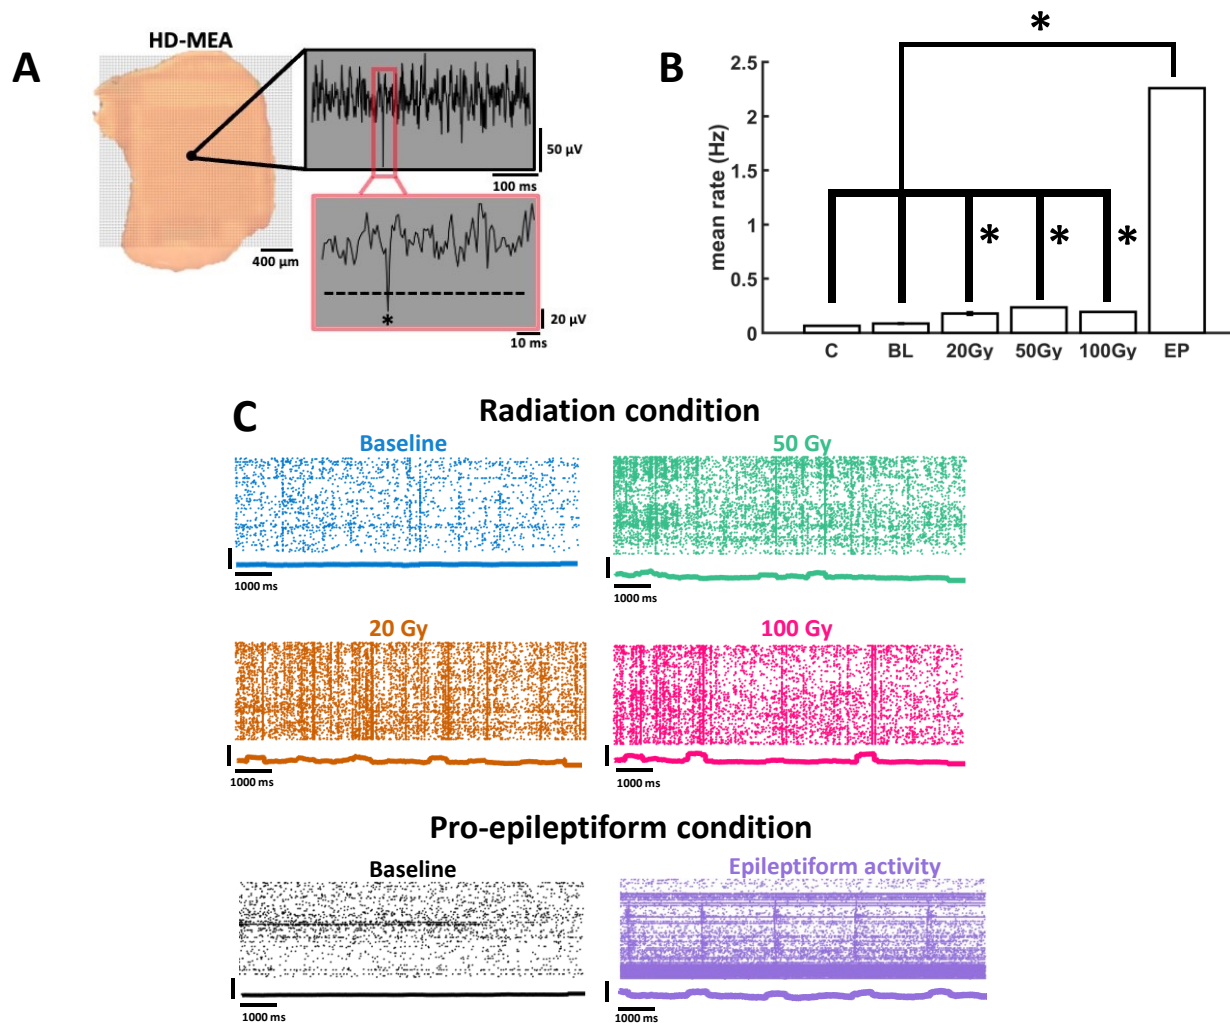 A
HD-MEA
50 µV
100 ms
400 µm
*
20 µV
10 ms
B
*
mean rate (Hz)
2.5
2
1.5
1
0.5
0
* * *
C BL 20Gy 50Gy 100Gy EP
C
Radiation condition
Baseline
1000 ms
50 Gy
1000 ms
20 Gy
1000 ms
100 Gy
1000 ms
Pro-epileptiform condition
Baseline
1000 ms
Epileptiform activity
1000 ms